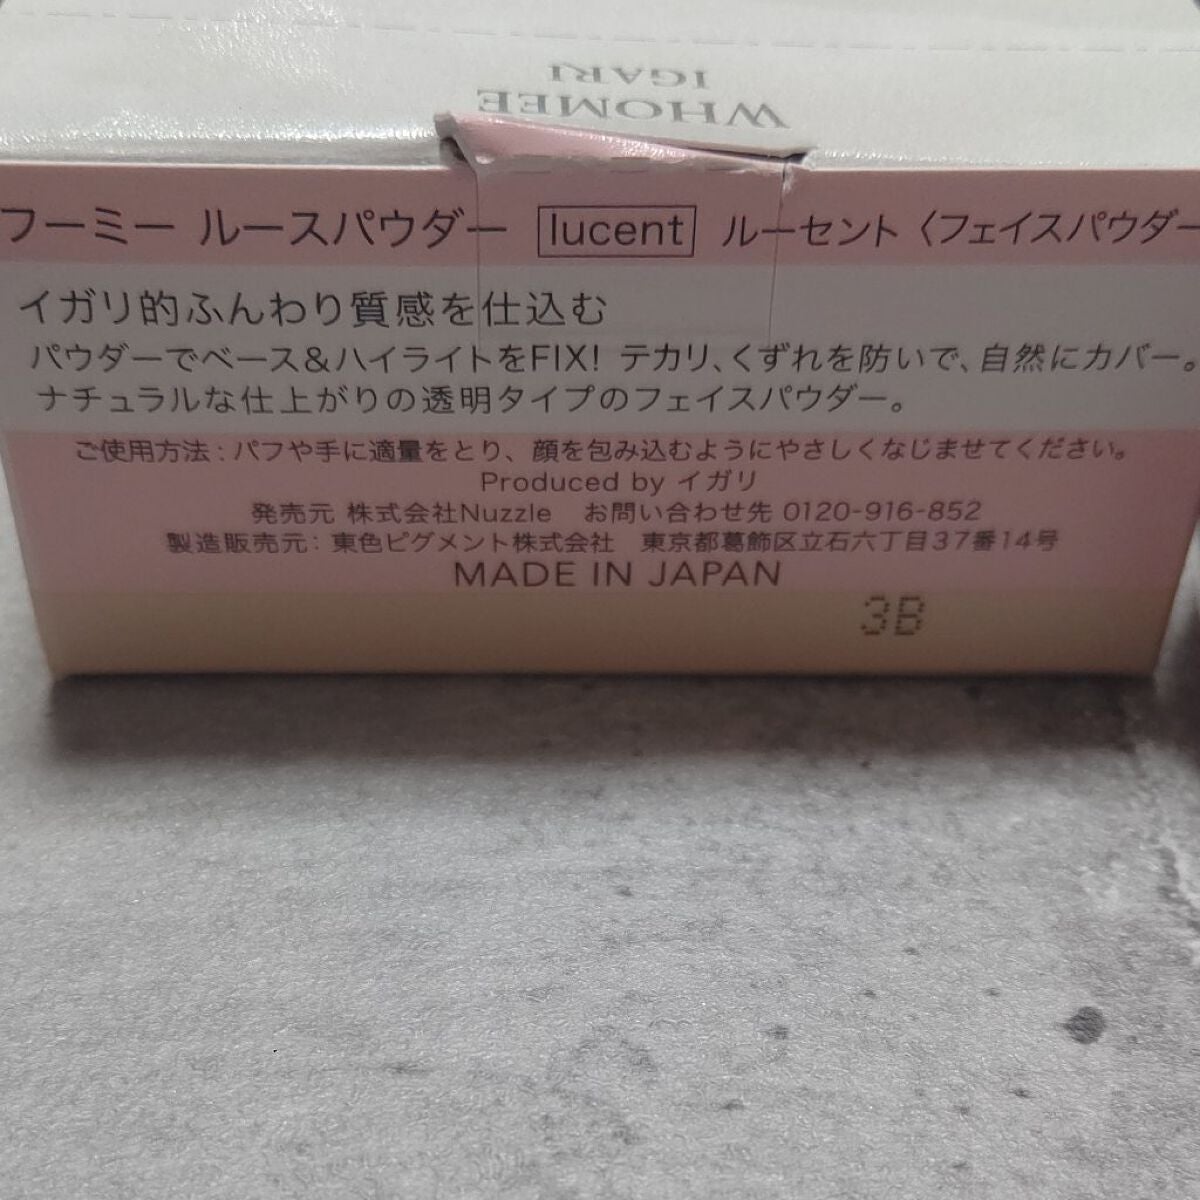 WHOMEE
IGARI
フーミー ルースパウダー lucent ルーセント〈フェイスパウダー
イガリ的ふんわり質感を仕込む
パウダーでベース&ハイライトをFIX! テカリ、くずれを防いで、自然にカバー。
ナチュラルな仕上がりの透明タイプのフェイスパウダー。
ご使用方法：パフや手に適量をとり、顔を包み込むようにやさしくなじませてください。
Produced by イガリ
発売元 株式会社Nuzzle お問い合わせ先 0120-916-852
製造販売元：東色ピグメント株式会社 東京都葛飾区立石六丁目37番14号
MADE IN JAPAN
3B